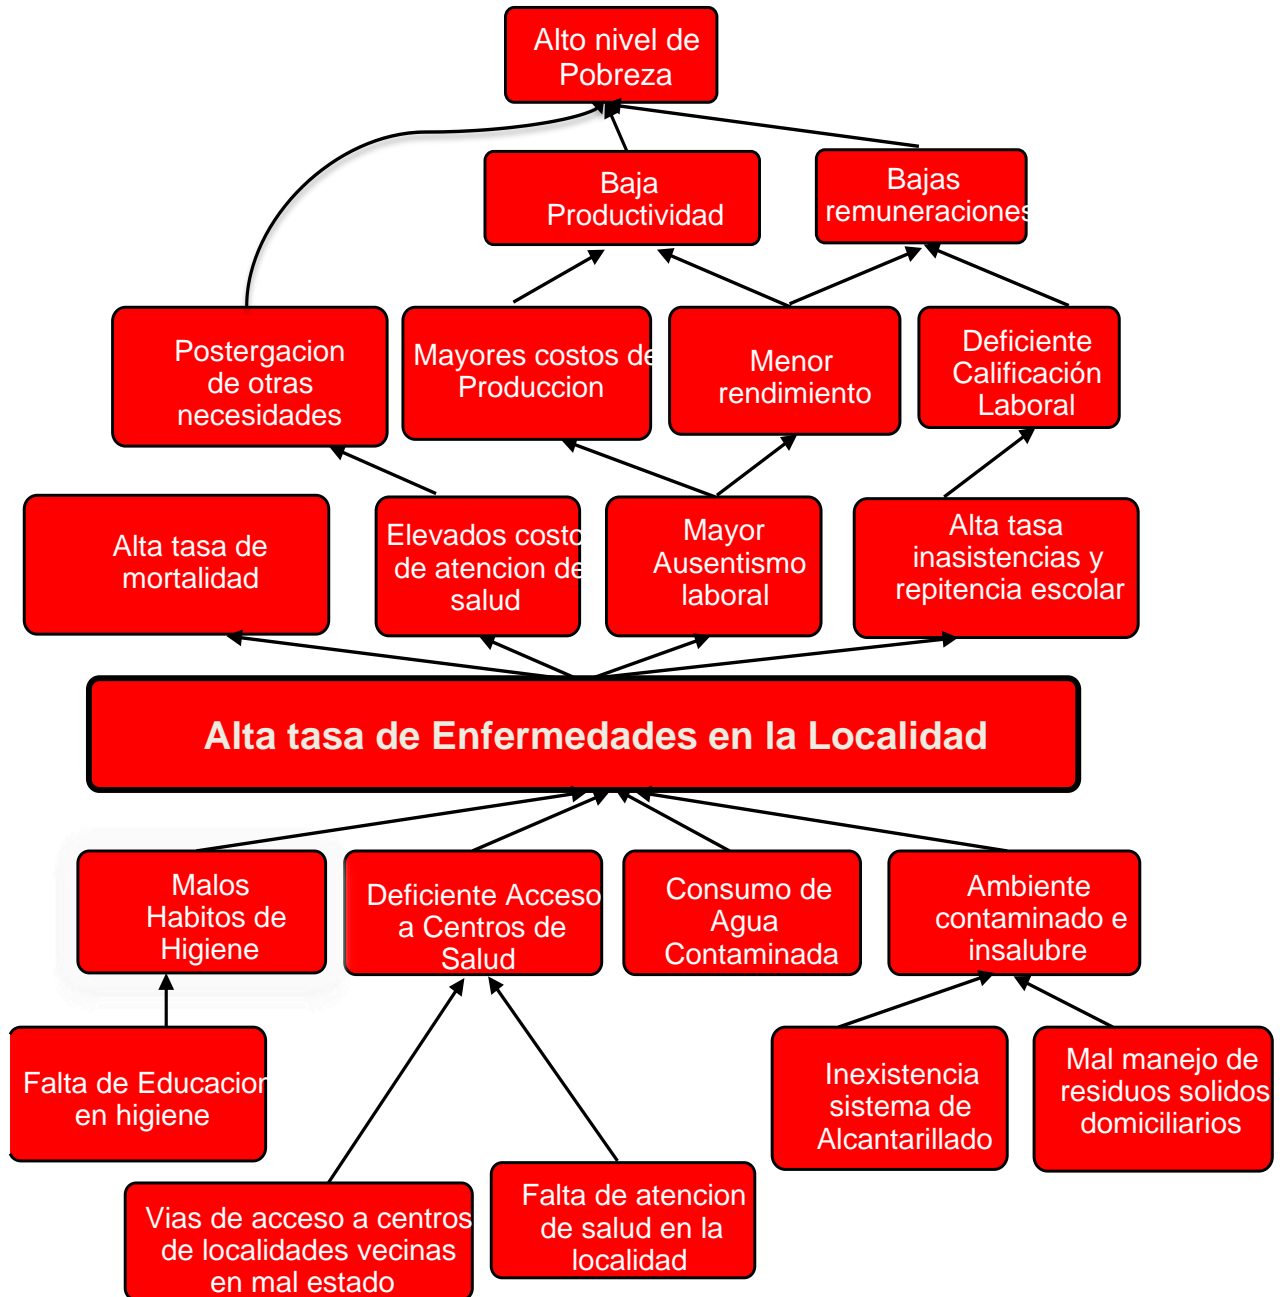 Alto nivel de
Pobreza
Baja
Productividad
Bajas
remuneraciones
Postergacion
de otras
necesidades
Mayores costos de
Produccion
Menor
rendimiento
Deficiente
Calificación
Laboral
Alta tasa de
mortalidad
Elevados costo
de atencion de
salud
Mayor
Ausentismo
laboral
Alta tasa
inasistencias y
repitencia escolar
Alta tasa de Enfermedades en la Localidad
Malos
Habitos de
Higiene
Deficiente Acceso
a Centros de
Salud
Consumo de
Agua
Contaminada
Ambiente
contaminado e
insalubre
Falta de Educacion
en higiene
Inexistencia
sistema de
Alcantarillado
Mal manejo de
residuos solidos
domiciliarios
Vias de acceso a centros
de localidades vecinas
en mal estado
Falta de atencion
de salud en la
localidad